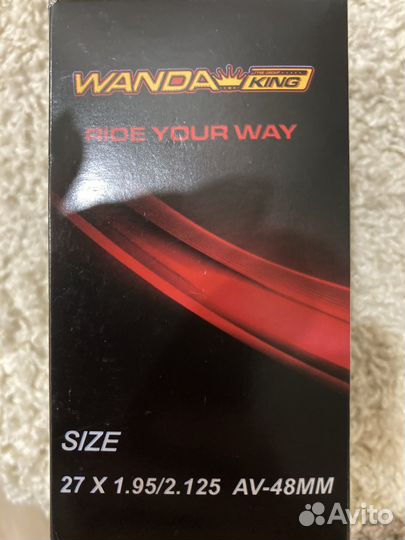 WANDA KING
RIDE YOUR WAY
SIZE
27 X 1.95/2.125 AV-48MM
Avito